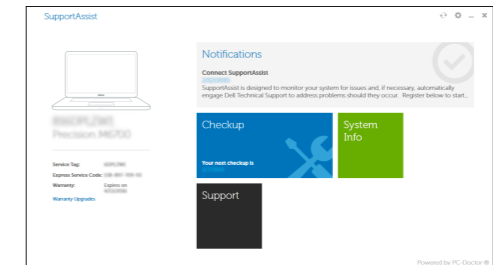 SupportAssist
Notifications
Connect SupportAssist
SupportAssist is designed to monitor your system for issues and, if necessary, automatically
engage Dell Technical Support to address problems should they occur. Register below to start...
Precision M6700
Service Tag:
Express Service Code:
Warranty: Expires on
Warranty Upgrades
Checkup
Your next checkup is
System
Info
Support
Powered by PC-Doctor ®